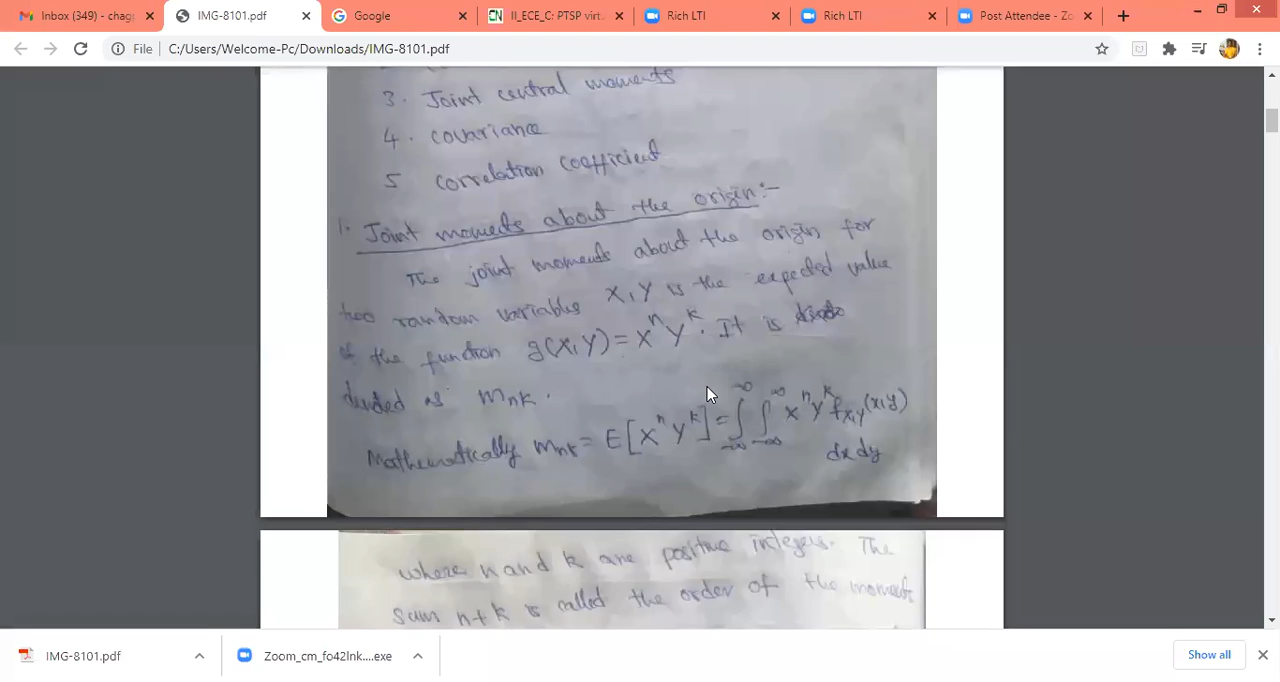 Inbox (349) - chag
IMG-8101.pdf
Google
II_ECE_C: PTSP virt
Rich LTI
Rich LTI
Post Attendee - Zo
File
C:/Users/Welcome-Pc/Downloads/IMG-8101.pdf
3. Joint central moments
4. covariance
5 correlation coefficient
1. Joint moments about the origin:-
The joint moments about the origin for
two random variables X,Y is the expected value
of the function g(X,Y) = X^n Y^k. It is
as m_nk.
Mathematically m_nk = E[X^n Y^k] = ∫_-∞^∞ ∫_-∞^∞ x^n y^k f_x,y(x,y)
dx dy
where n and k are positive integers. The
sum n+k is called the order of the moments
IMG-8101.pdf
Zoom_cm_fo42lnk....exe
Show all